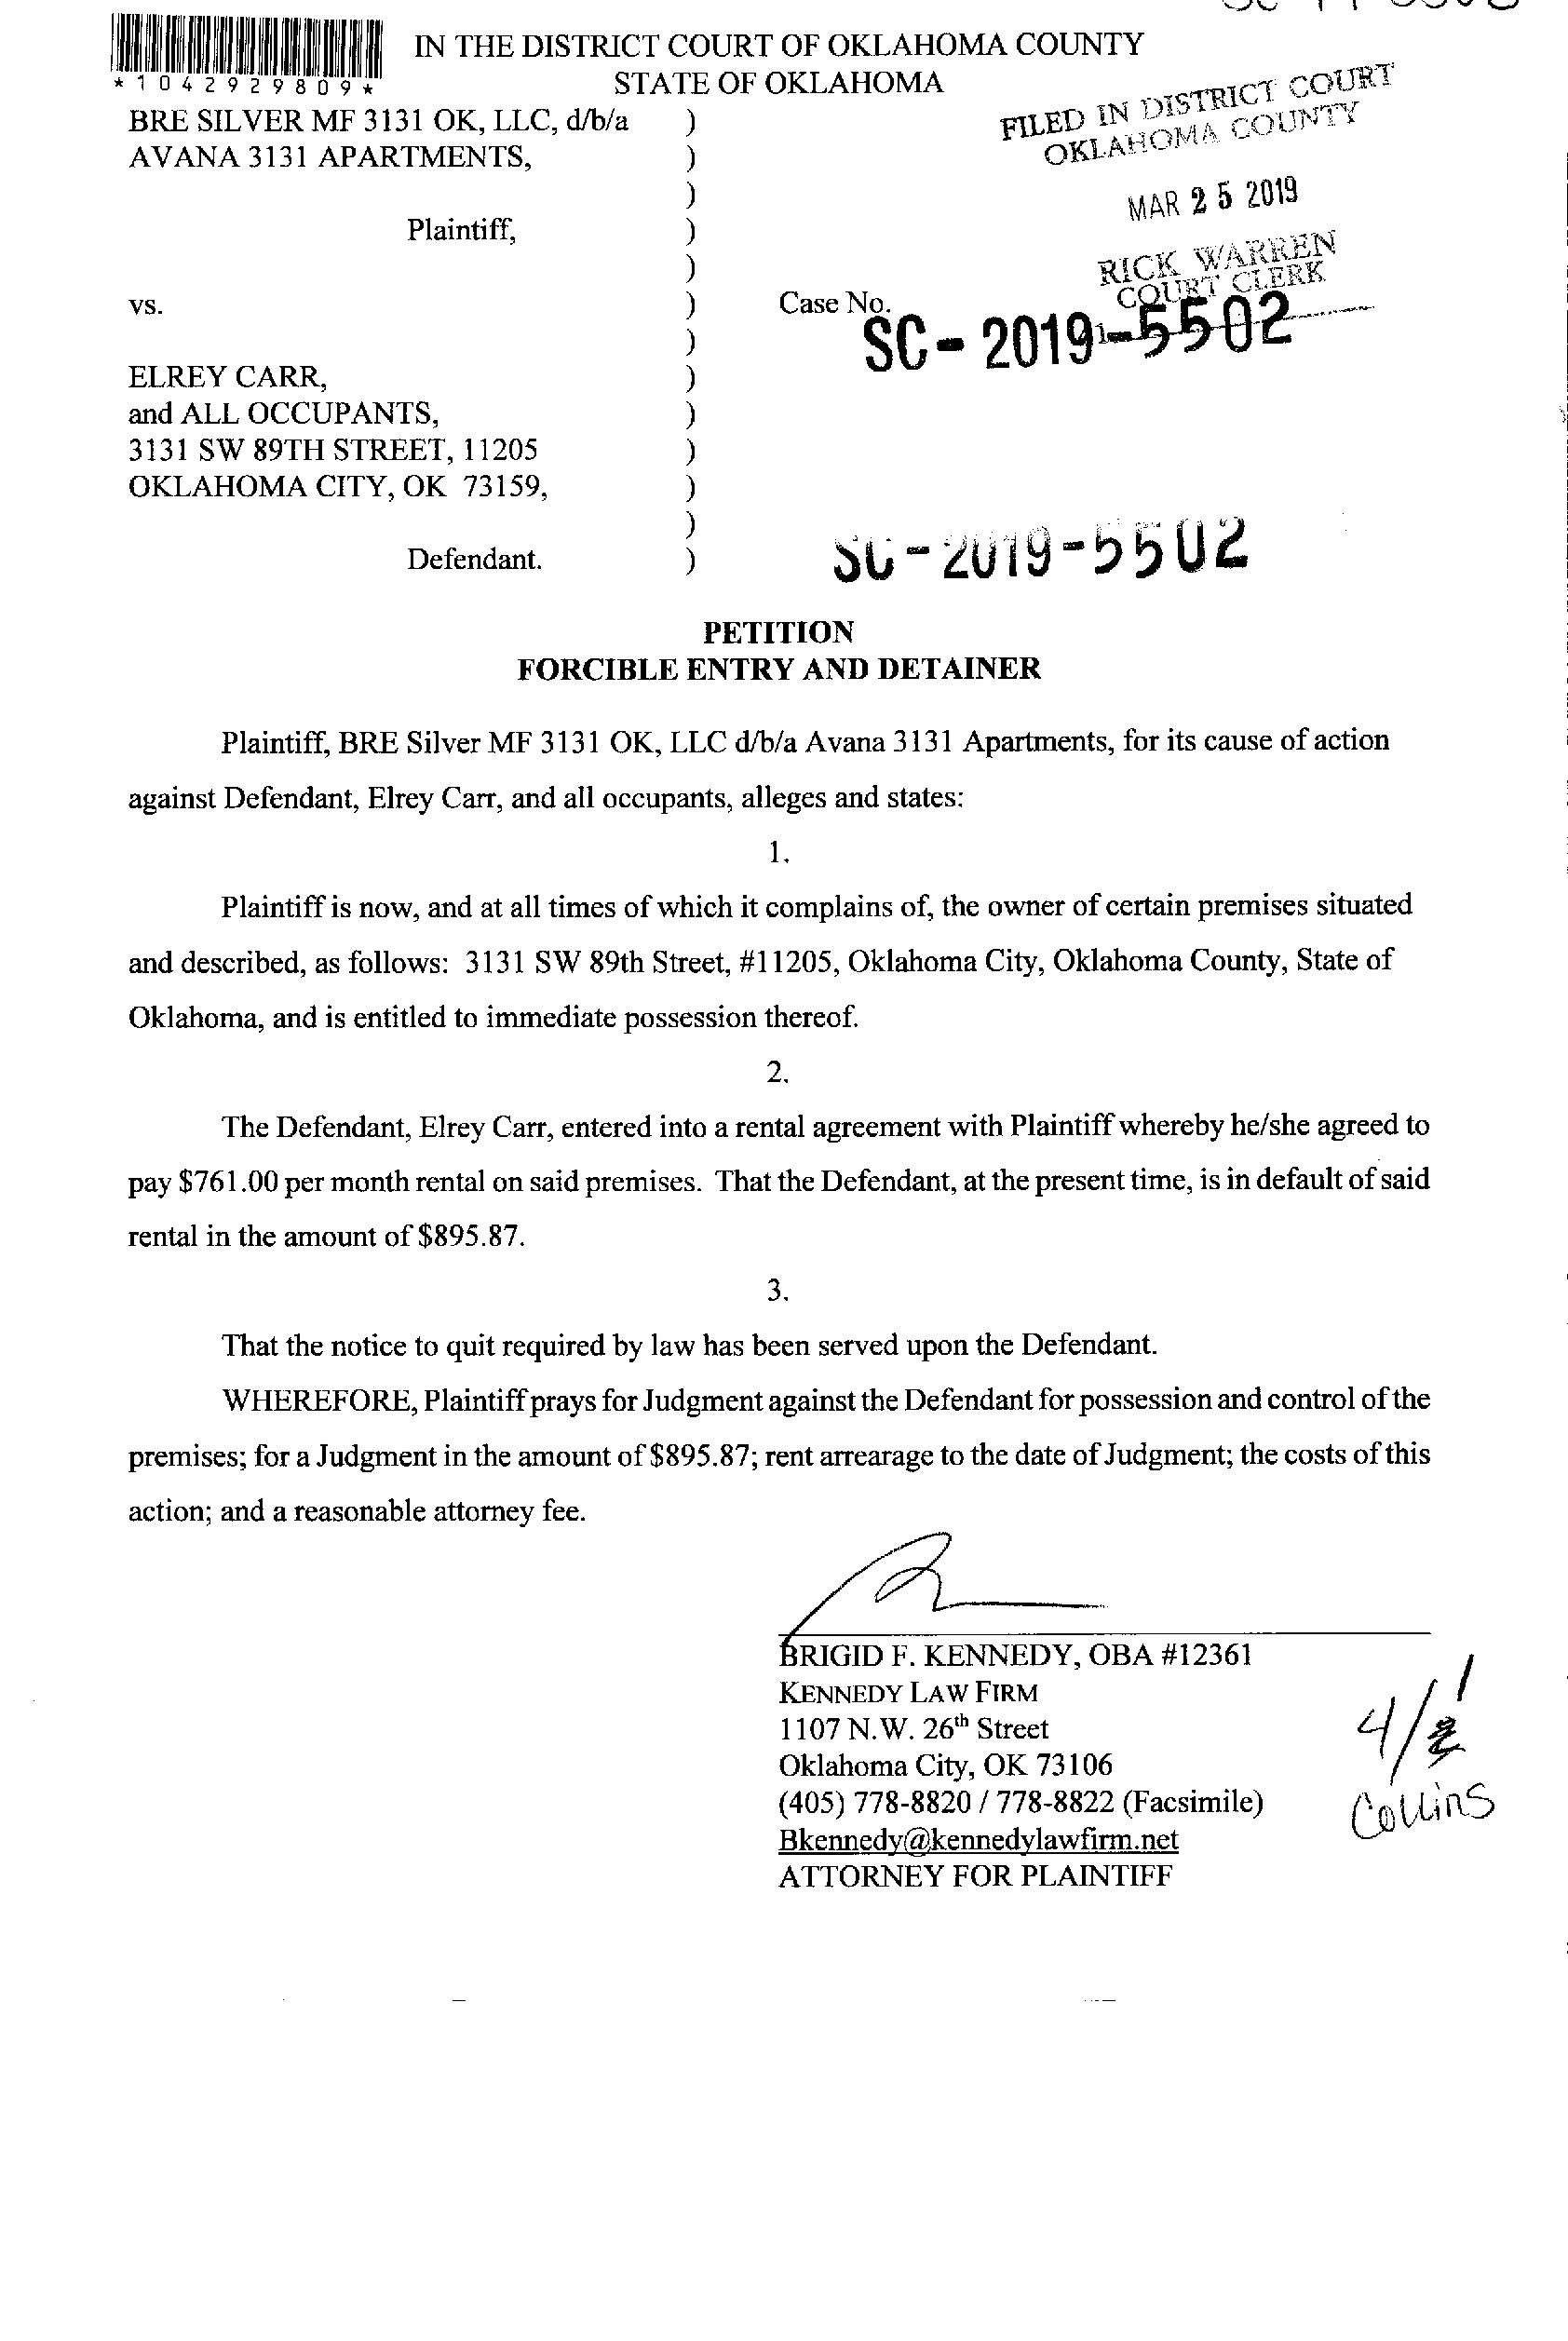 IN THE DISTRICT COURT OF OKLAHOMA COUNTY
STATE OF OKLAHOMA
*1042929809*
FILED IN DISTRICT COURT
OKLAHOMA COUNTY
MAR 25 2019
RICK WARREN
COURT CLERK
BRE SILVER MF 3131 OK, LLC, d/b/a )
AVANA 3131 APARTMENTS, )
)
Plaintiff, )
)
vs. ) Case No.
SC-2019-5502
)
ELREY CARR, )
and ALL OCCUPANTS, )
3131 SW 89TH STREET, 11205 )
OKLAHOMA CITY, OK 73159, )
)
Defendant. )
SC-2019-5502
PETITION
FORCIBLE ENTRY AND DETAINER
Plaintiff, BRE Silver MF 3131 OK, LLC d/b/a Avana 3131 Apartments, for its cause of action
against Defendant, Elrey Carr, and all occupants, alleges and states:
1.
Plaintiff is now, and at all times of which it complains of, the owner of certain premises situated
and described, as follows: 3131 SW 89th Street, #11205, Oklahoma City, Oklahoma County, State of
Oklahoma, and is entitled to immediate possession thereof.
2.
The Defendant, Elrey Carr, entered into a rental agreement with Plaintiff whereby he/she agreed to
pay $761.00 per month rental on said premises. That the Defendant, at the present time, is in default of said
rental in the amount of $895.87.
3.
That the notice to quit required by law has been served upon the Defendant.
WHEREFORE, Plaintiff prays for Judgment against the Defendant for possession and control of the
premises; for a Judgment in the amount of $895.87; rent arrearage to the date of Judgment; the costs of this
action; and a reasonable attorney fee.
BRIGID F. KENNEDY, OBA #12361
KENNEDY LAW FIRM
1107 N.W. 26th Street
Oklahoma City, OK 73106
(405) 778-8820 / 778-8822 (Facsimile)
Bkennedy@kennedylawfirm.net
ATTORNEY FOR PLAINTIFF
4/1
Collins